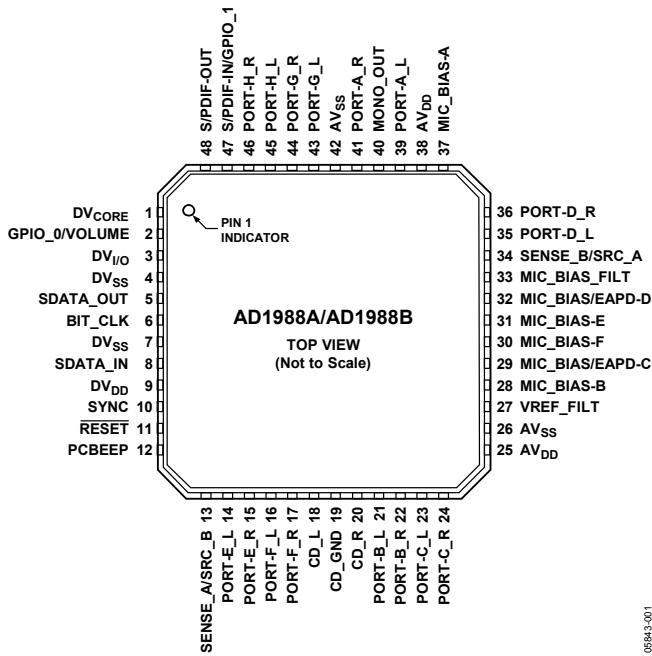 48 S/PDIF-OUT
47 S/PDIF-IN/GPIO_1
46 PORT-H_R
45 PORT-H_L
44 PORT-G_R
43 PORT-G_L
42 AVSS
41 PORT-A_R
40 MONO_OUT
39 PORT-A_L
38 AVDD
37 MIC_BIAS-A
DVCORE 1
GPIO_0/VOLUME 2
DVI/O 3
DVSS 4
SDATA_OUT 5
BIT_CLK 6
DVSS 7
SDATA_IN 8
DVDD 9
SYNC 10
RESET 11
PCBEEP 12
PIN 1
INDICATOR
AD1988A/AD1988B
TOP VIEW
(Not to Scale)
36 PORT-D_R
35 PORT-D_L
34 SENSE_B/SRC_A
33 MIC_BIAS_FILT
32 MIC_BIAS/EAPD-D
31 MIC_BIAS-E
30 MIC_BIAS-F
29 MIC_BIAS/EAPD-C
28 MIC_BIAS-B
27 VREF_FILT
26 AVSS
25 AVDD
SENSE_A/SRC_B 13
PORT-E_L 14
PORT-E_R 15
PORT-F_L 16
PORT-F_R 17
CD_L 18
CD_GND 19
CD_R 20
PORT-B_L 21
PORT-B_R 22
PORT-C_L 23
PORT-C_R 24
05843-001